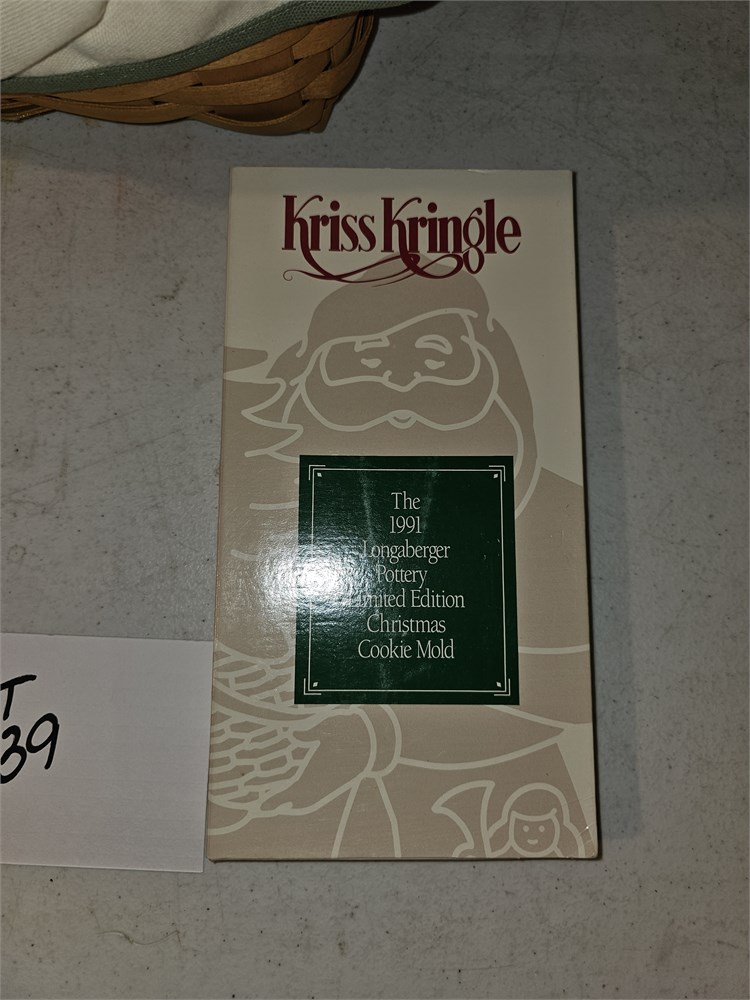 Kriss Kringle
The
1991
Longaberger
Pottery
Limited Edition
Christmas
Cookie Mold
T
39